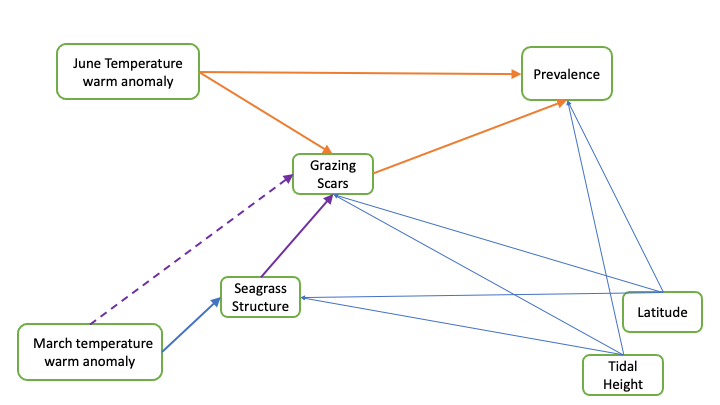 June Temperature
warm anomaly
Prevalence
Grazing
Scars
Seagrass
Structure
Latitude
March temperature
warm anomaly
Tidal
Height